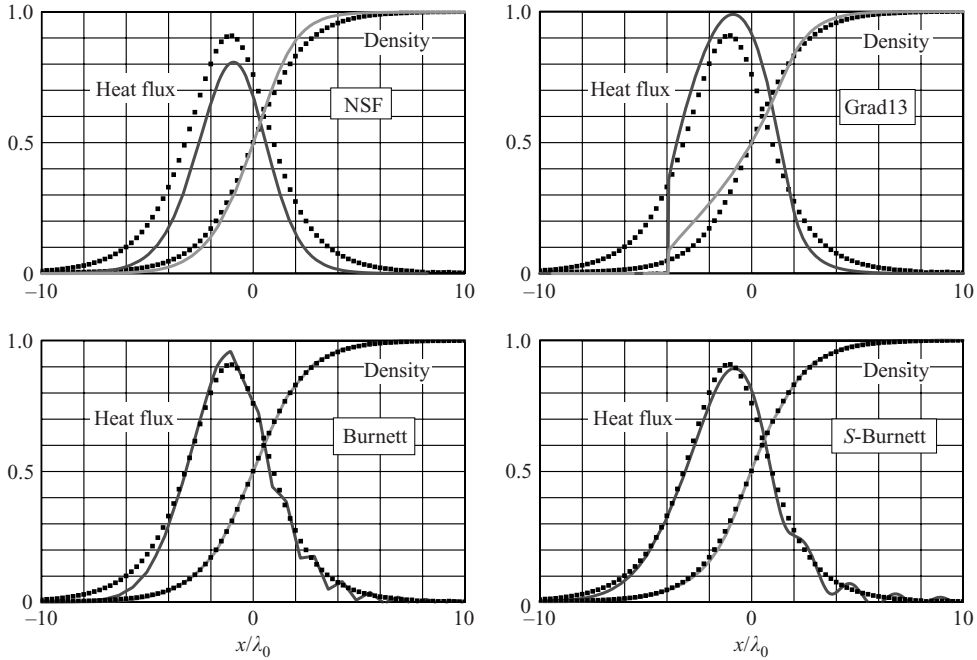 1.0
Density
Heat flux
NSF
0.5
0
−10
0
10
1.0
Density
Heat flux
Grad13
0.5
0
−10
0
10
1.0
Density
Heat flux
Burnett
0.5
0
−10
0
10
x/λ0
1.0
Density
Heat flux
S-Burnett
0.5
0
−10
0
10
x/λ0